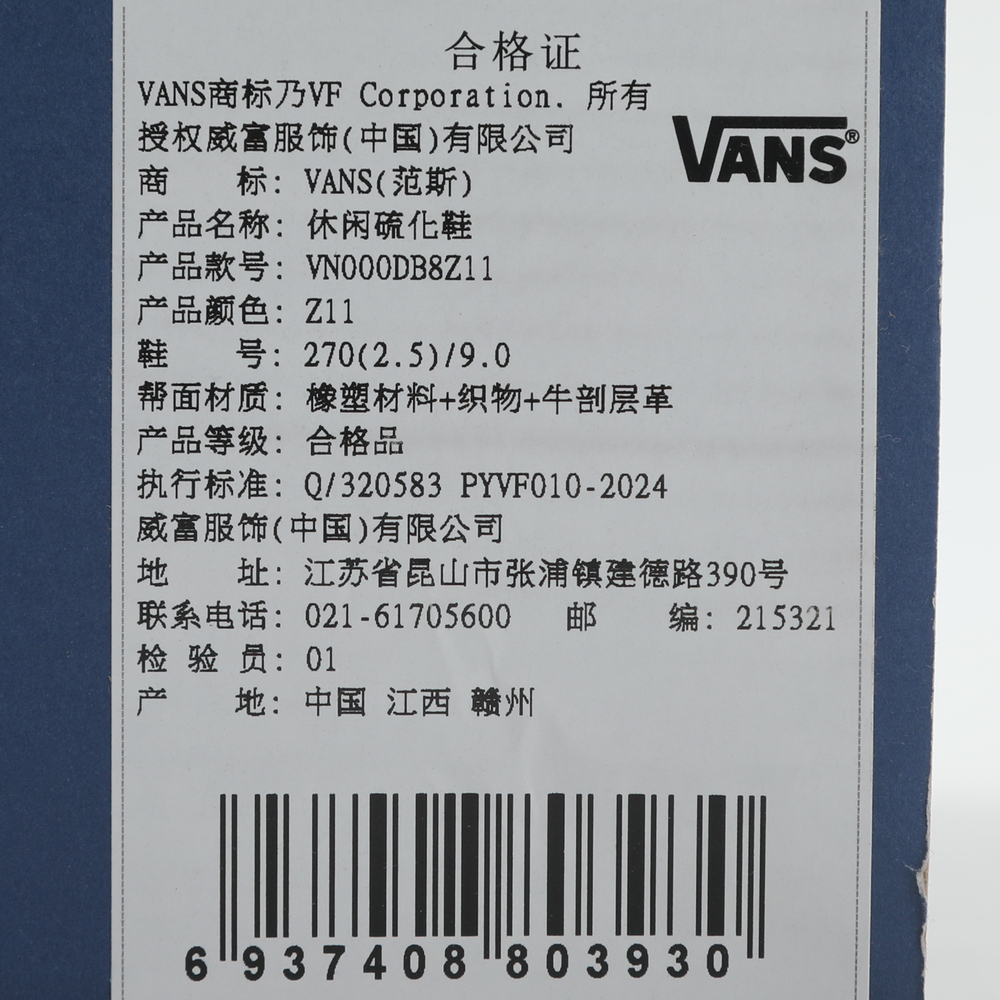 合格证
VANS商标乃VF Corporation. 所有
授权威富服饰(中国)有限公司
VANS®
商 标: VANS(范斯)
产品名称: 休闲硫化鞋
产品款号: VN000DB8Z11
产品颜色: Z11
鞋 号: 270(2.5)/9.0
帮面材质: 橡塑材料+织物+牛剖层革
产品等级: 合格品
执行标准: Q/320583 PYVF010-2024
威富服饰(中国)有限公司
地 址: 江苏省昆山市张浦镇建德路390号
联系电话: 021-61705600 邮 编: 215321
检 验 员: 01
产 地: 中国 江西 赣州
6 937408 803930